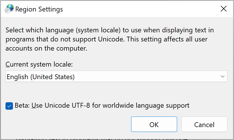 Region Settings
Select which language (system locale) to use when displaying text in
programs that do not support Unicode. This setting affects all user
accounts on the computer.
Current system locale:
English (United States)
Beta: Use Unicode UTF-8 for worldwide language support
OK
Cancel